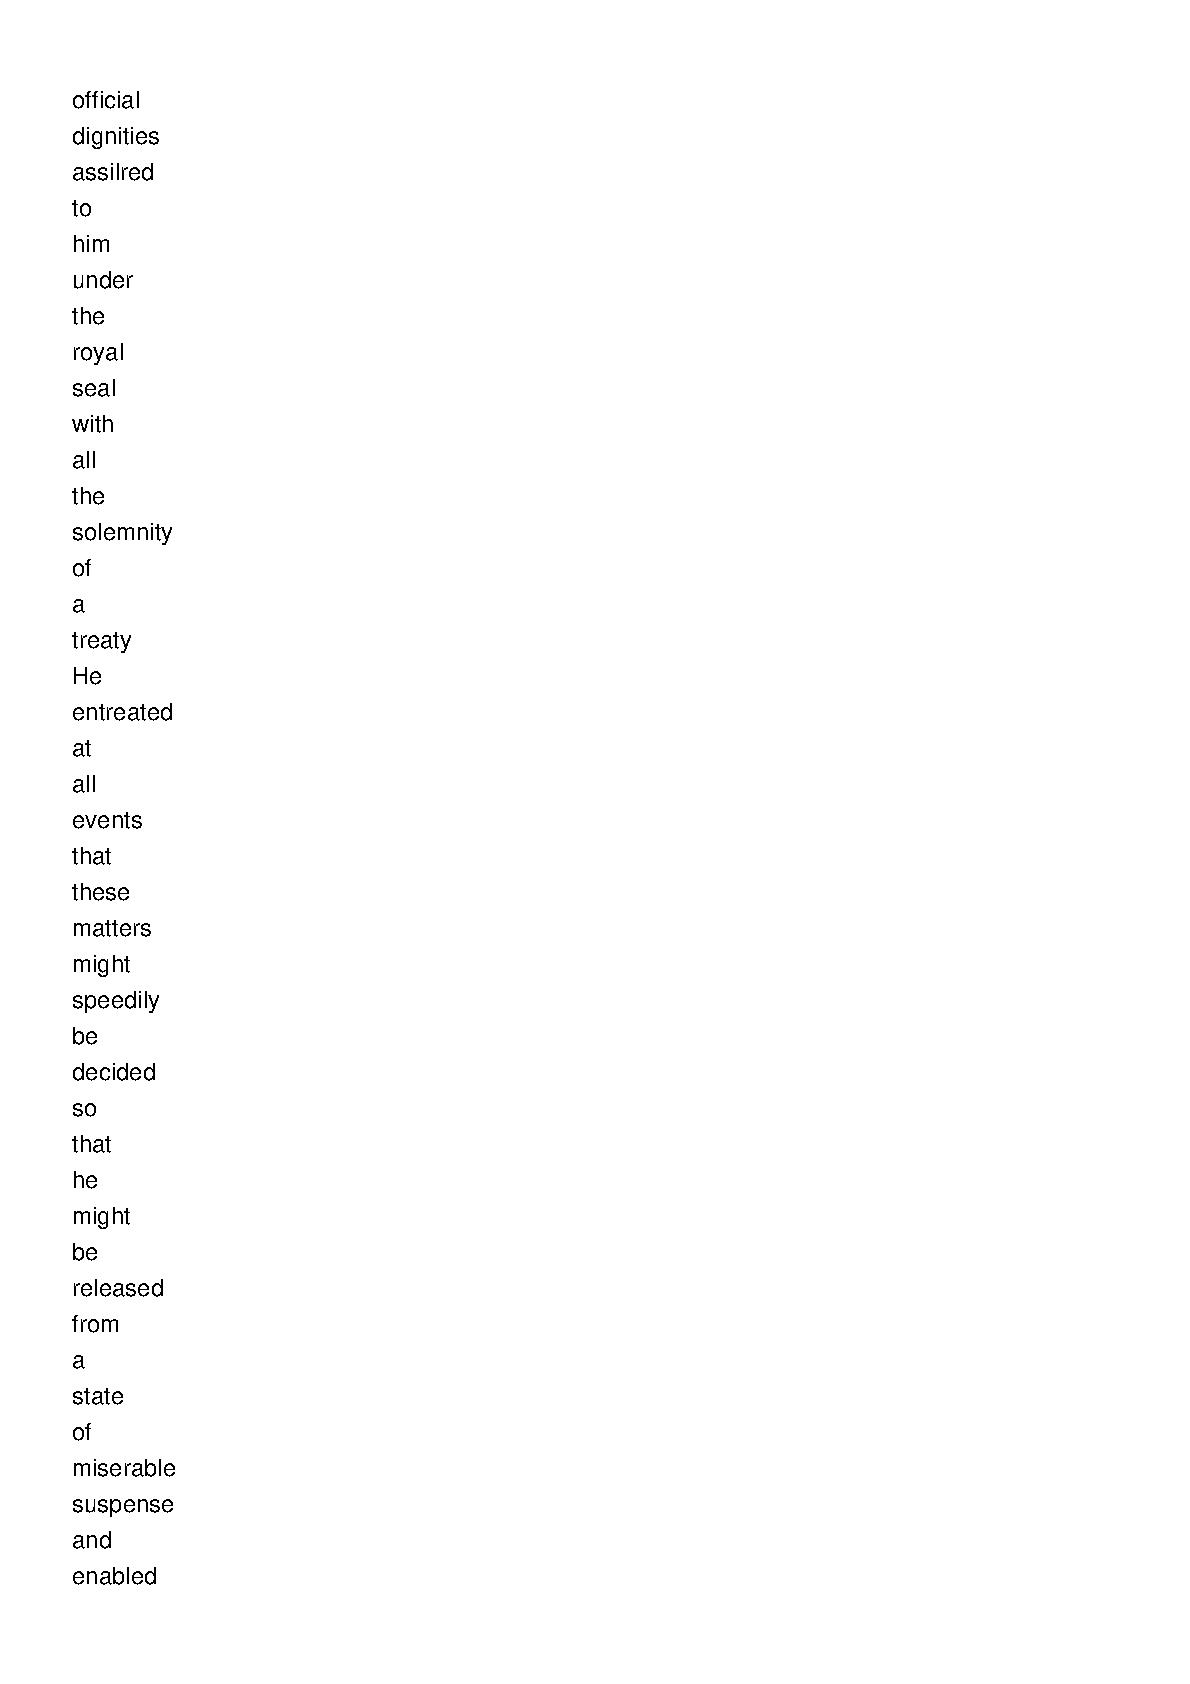 official
dignities
assilred
to
him
under
the
royal
seal
with
all
the
solemnity
of
a
treaty
He
entreated
at
all
events
that
these
matters
might
speedily
be
decided
so
that
he
might
be
released
from
a
state
of
miserable
suspense
and
enabled